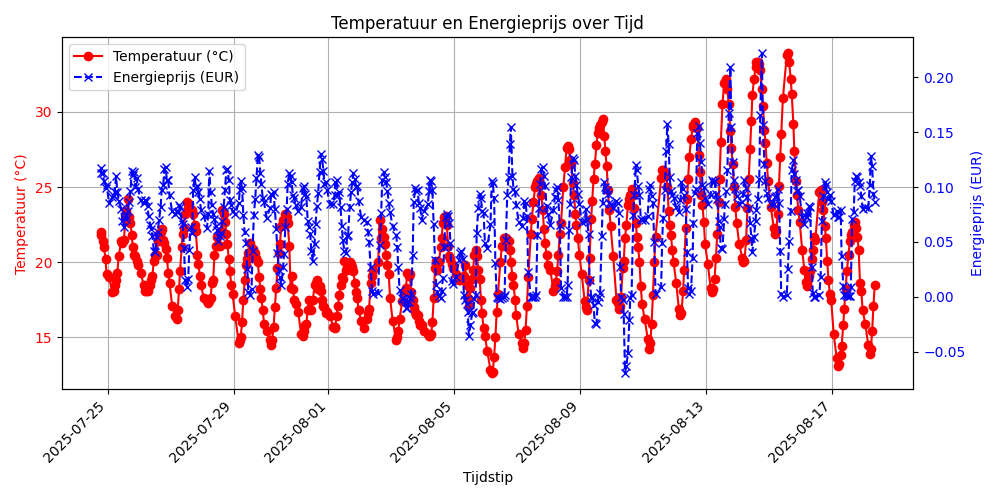 Temperatuur en Energieprijs over Tijd
Temperatuur (°C)
Energieprijs (EUR)
Temperatuur (°C)
30
25
20
15
0.20
0.15
0.10
0.05
0.00
−0.05
Energieprijs (EUR)
2025-07-25
2025-07-29
2025-08-01
2025-08-05
2025-08-09
2025-08-13
2025-08-17
Tijdstip